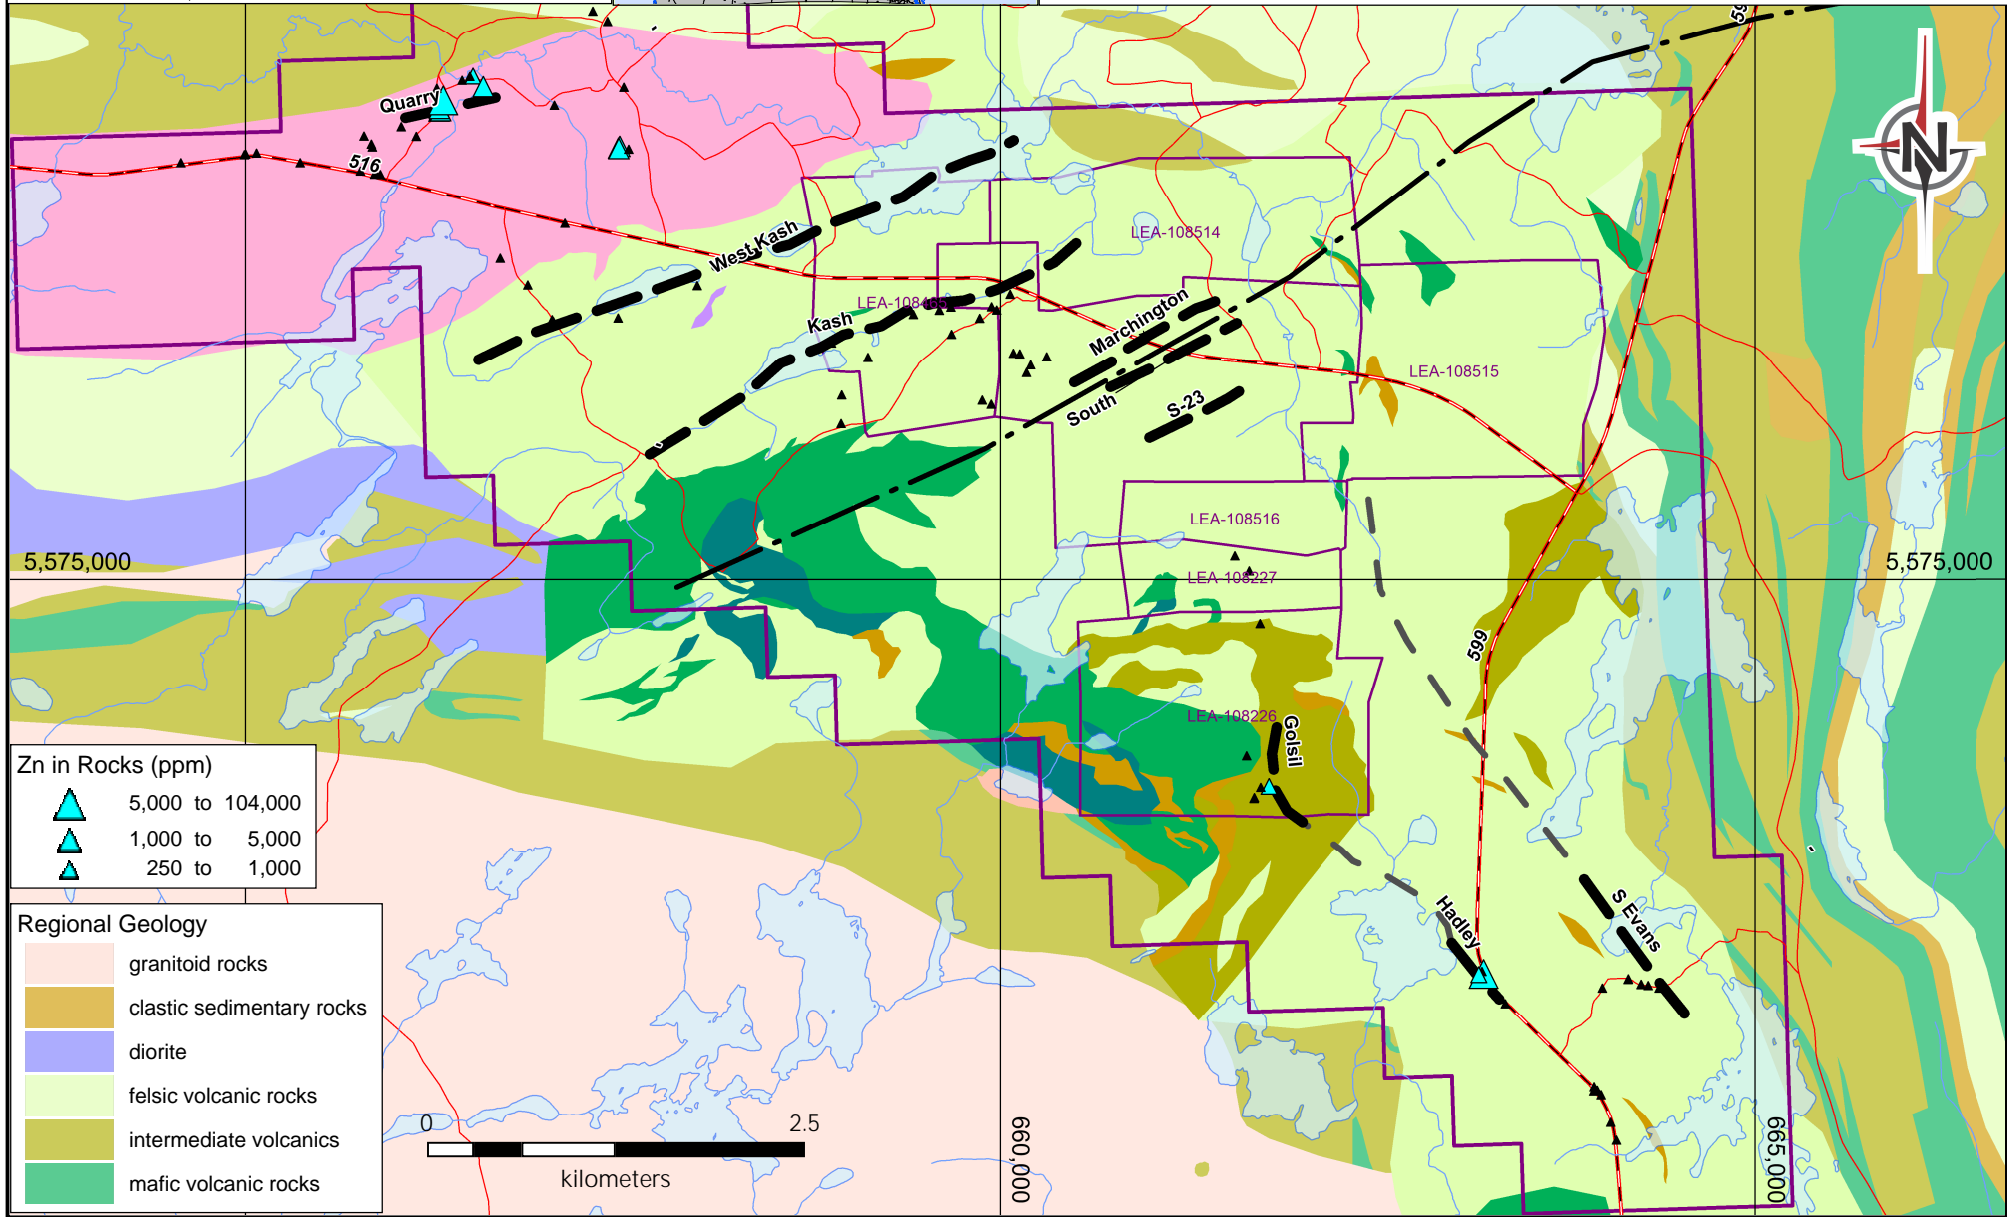 59
N
Quarry
516
West Kash
LEA-108514
LEA-108465
Kash
Marchington
LEA-108515
South
S-23
LEA-108516
5,575,000
5,575,000
LEA-108227
599
LEA-108226
Golsil
Zn in Rocks (ppm)
5,000 to 104,000
1,000 to 5,000
250 to 1,000
Hadley
S Evans
Regional Geology
granitoid rocks
clastic sedimentary rocks
diorite
felsic volcanic rocks
intermediate volcanics
mafic volcanic rocks
0 2.5
kilometers
660,000
665,000